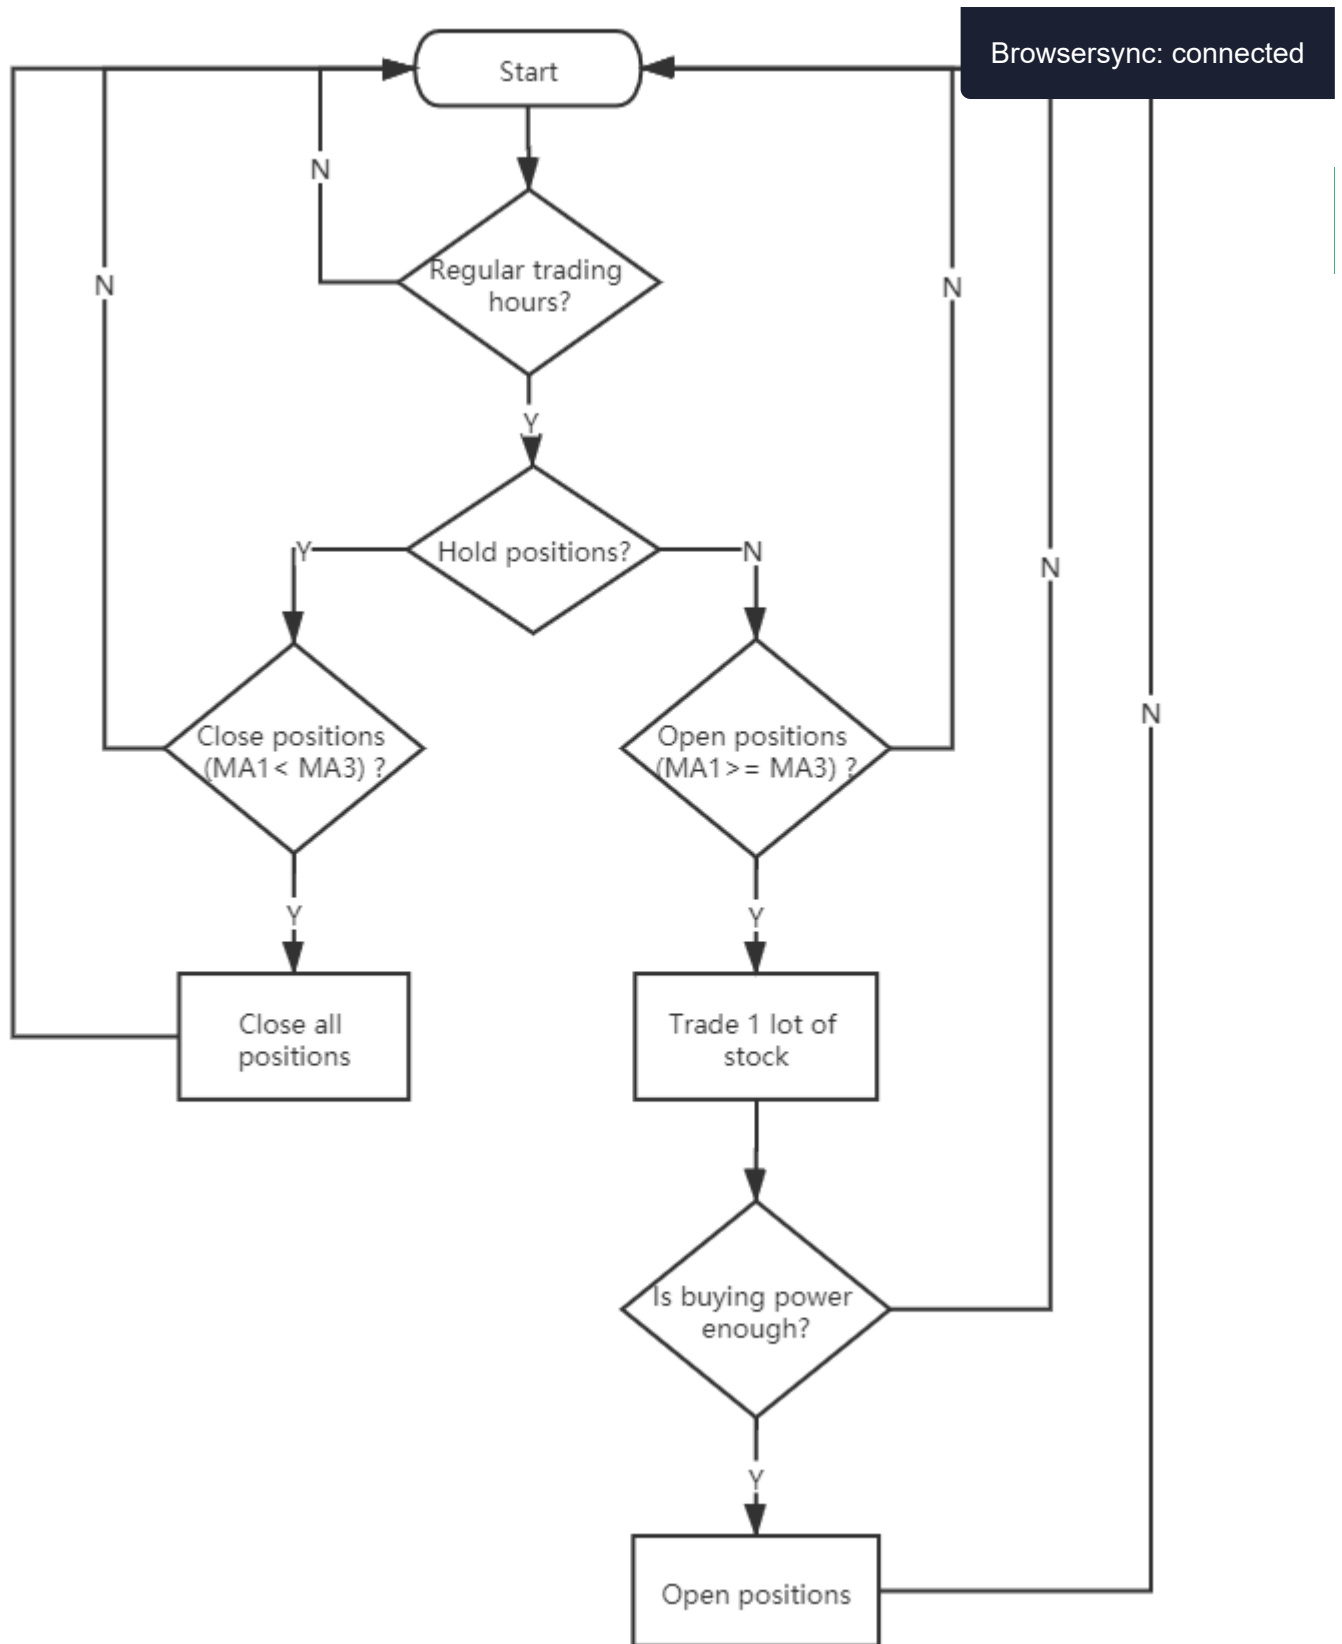 Browsersync: connected
Start
N
Regular trading
hours?
N
N
Y
Hold positions?
Y
N
N
N
Close positions
(MA1< MA3) ?
Open positions
(MA1>= MA3) ?
Y
Y
Close all
positions
Trade 1 lot of
stock
Is buying power
enough?
Y
Open positions